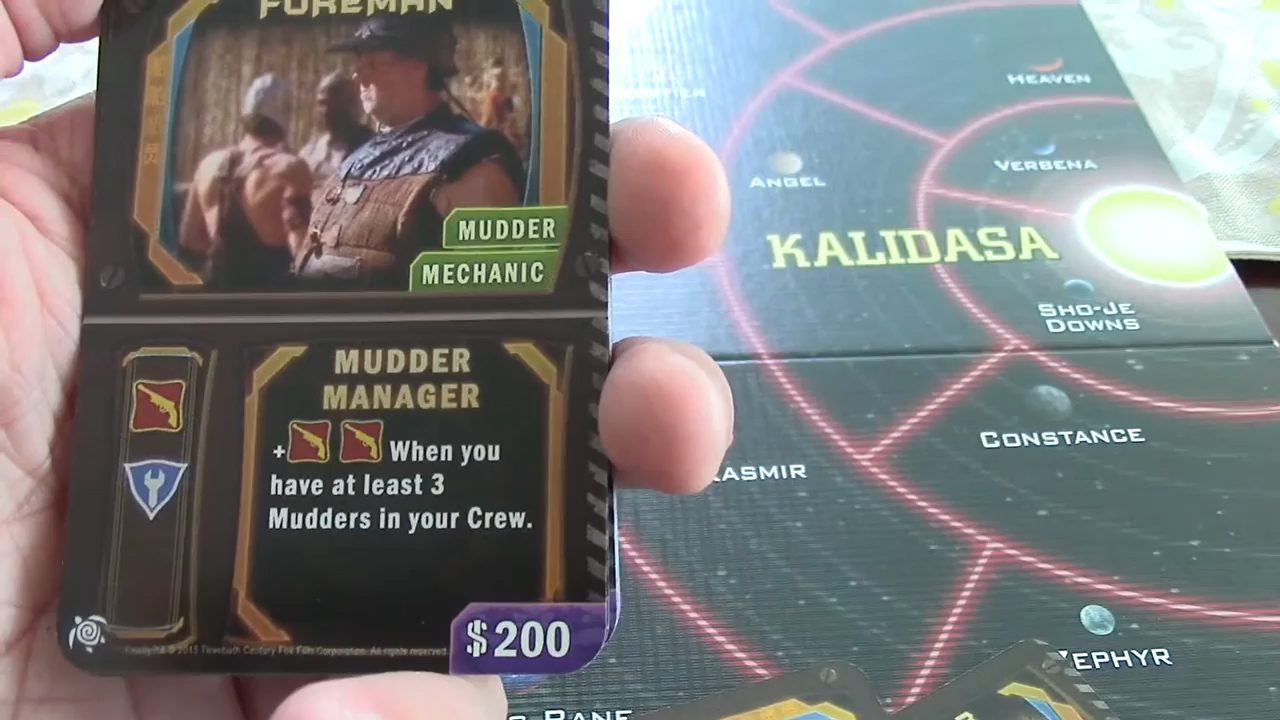 FOREMAN
MUDDER
MECHANIC
MUDDER
MANAGER
+ When you
have at least 3
Mudders in your Crew.
$200
HEAVEN
VERBENA
ANGEL
KALIDASA
SHO-JE
DOWNS
CONSTANCE
ASMIR
ZEPHYR